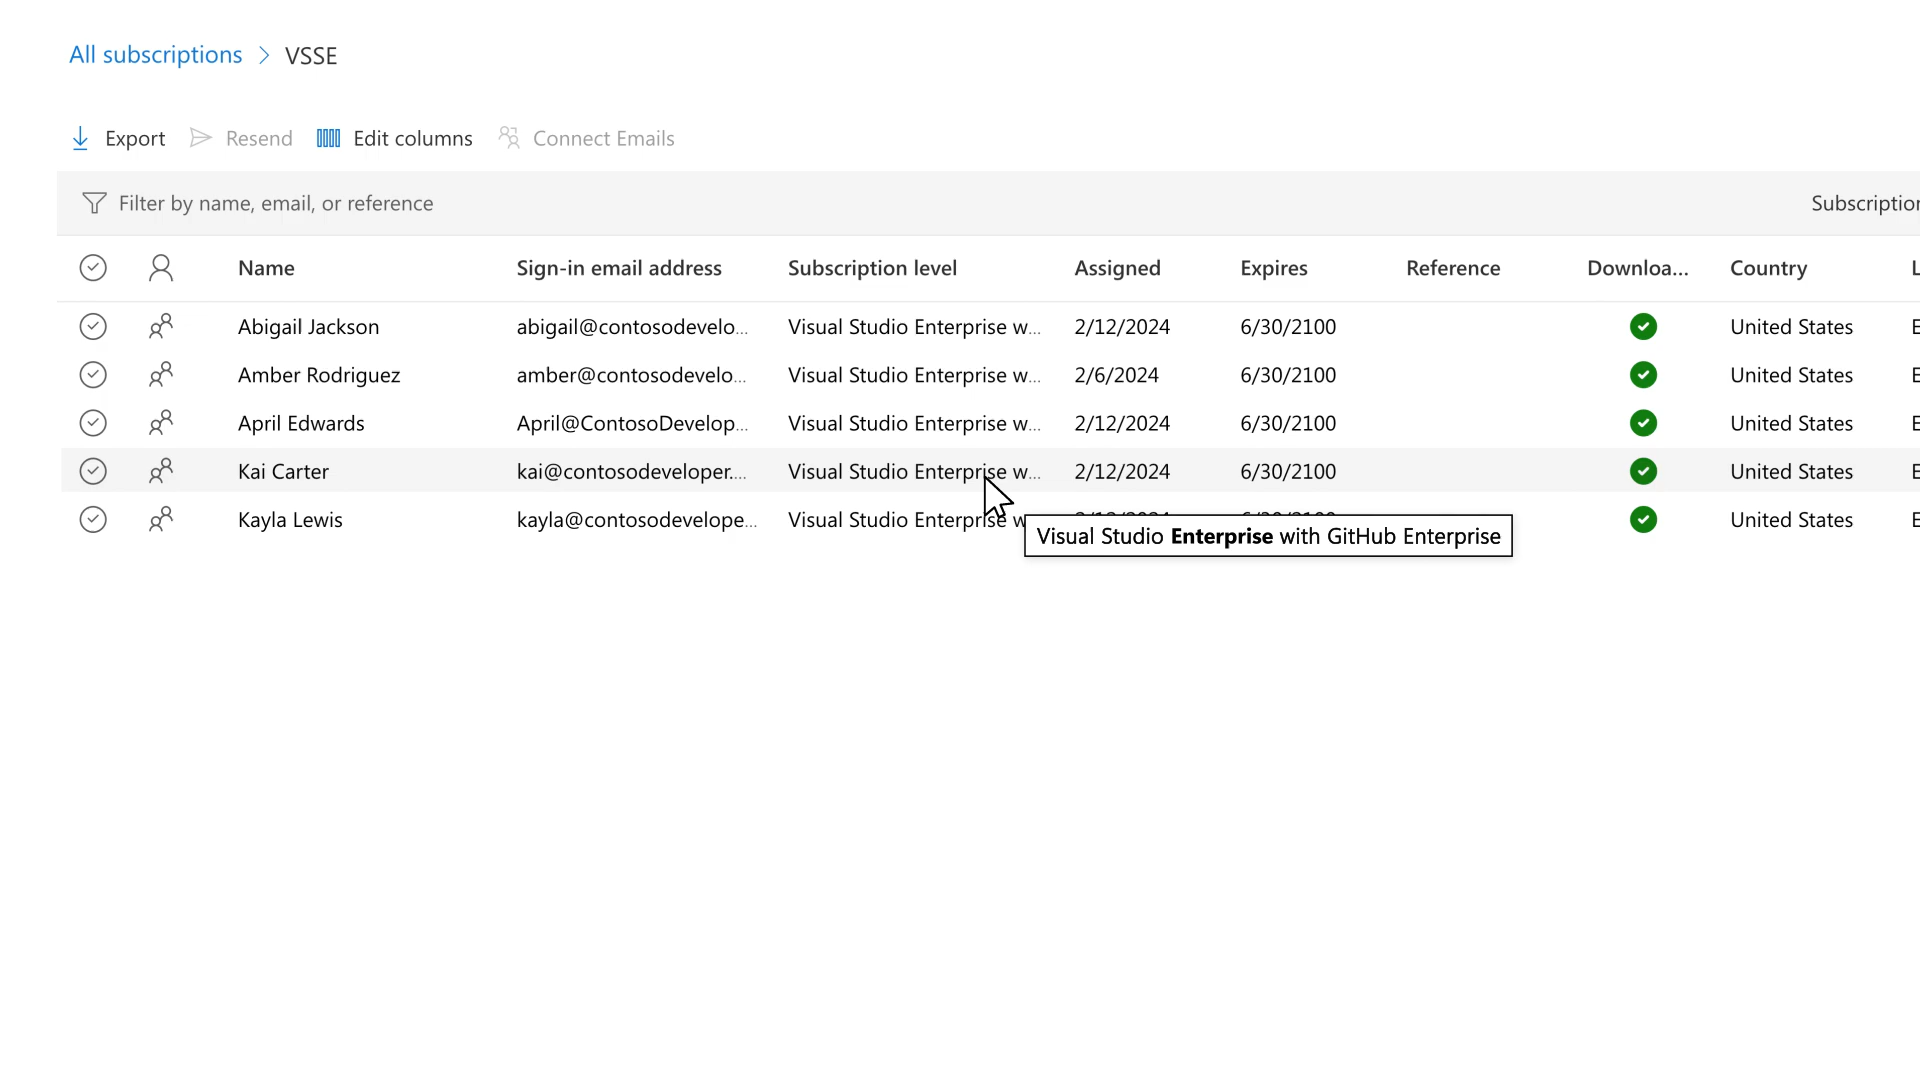 All subscriptions > VSSE
Export Resend Edit columns Connect Emails
Filter by name, email, or reference Subscription
Name Sign-in email address Subscription level Assigned Expires Reference Downloa... Country
Abigail Jackson abigail@contosodevelo... Visual Studio Enterprise w... 2/12/2024 6/30/2100 United States
Amber Rodriguez amber@contosodevelo... Visual Studio Enterprise w... 2/6/2024 6/30/2100 United States
April Edwards April@ContosoDevelop... Visual Studio Enterprise w... 2/12/2024 6/30/2100 United States
Kai Carter kai@contosodeveloper.... Visual Studio Enterprise w... 2/12/2024 6/30/2100 United States
Kayla Lewis kayla@contosodevelope... Visual Studio Enterprise w United States
Visual Studio Enterprise with GitHub Enterprise